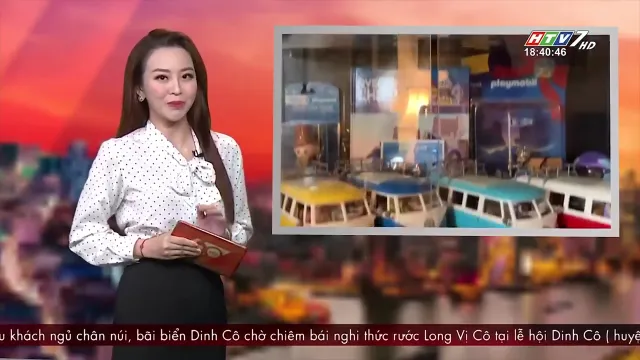 HTV7 HD
18:40:46
playmobil
u khách ngủ chân núi, bãi biển Dinh Cô chờ chiêm bái nghi thức rước Long Vị Cô tại lễ hội Dinh Cô ( huyệ